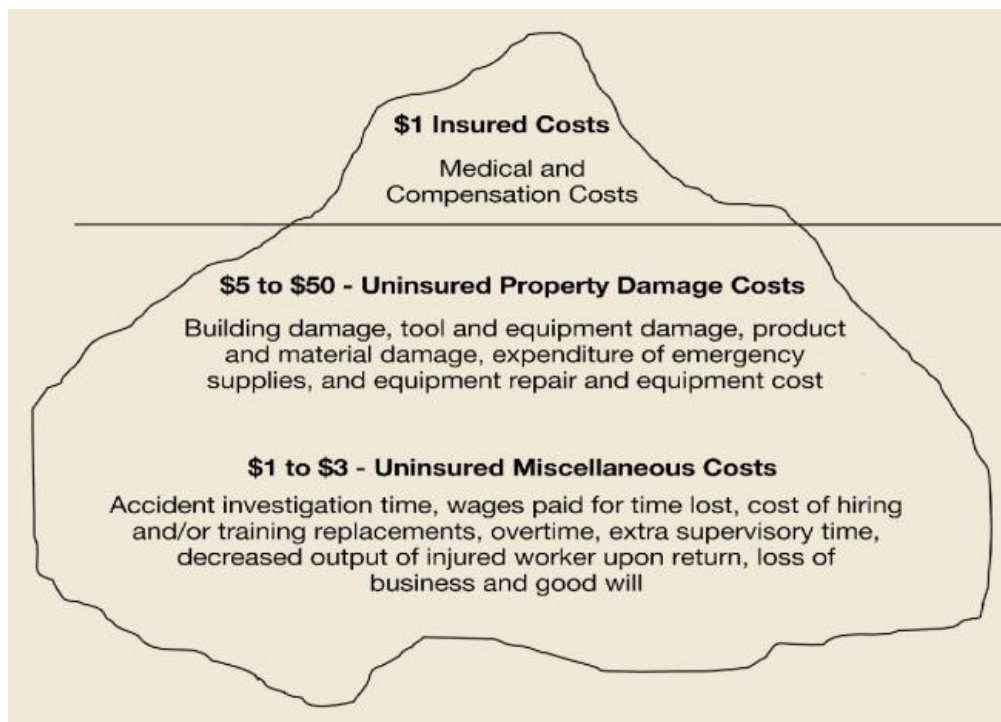 $1 Insured Costs
Medical and
Compensation Costs
$5 to $50 - Uninsured Property Damage Costs
Building damage, tool and equipment damage, product
and material damage, expenditure of emergency
supplies, and equipment repair and equipment cost
$1 to $3 - Uninsured Miscellaneous Costs
Accident investigation time, wages paid for time lost, cost of hiring
and/or training replacements, overtime, extra supervisory time,
decreased output of injured worker upon return, loss of
business and good will